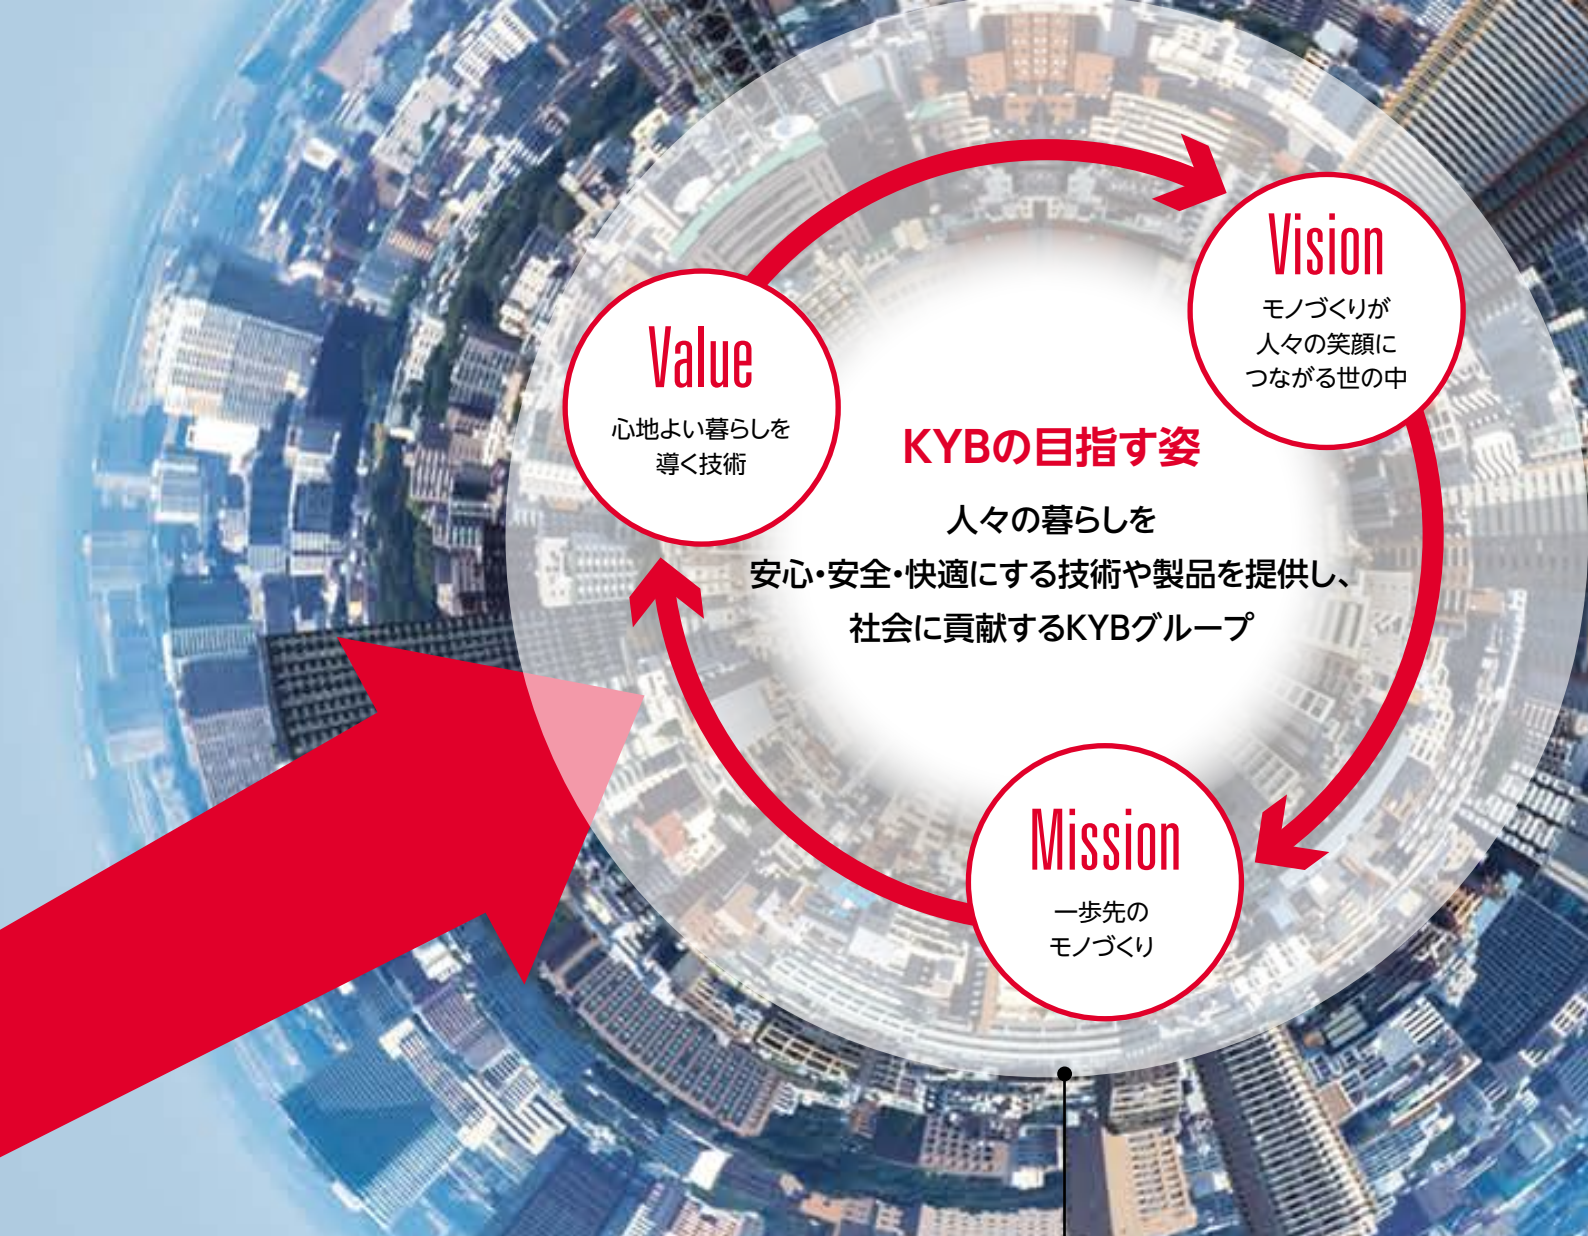 Vision
モノづくりが
人々の笑顔に
つながる世の中
Value
心地よい暮らしを
導く技術
KYBの目指す姿
人々の暮らしを
安心・安全・快適にする技術や製品を提供し、
社会に貢献するKYBグループ
Mission
一歩先の
モノづくり